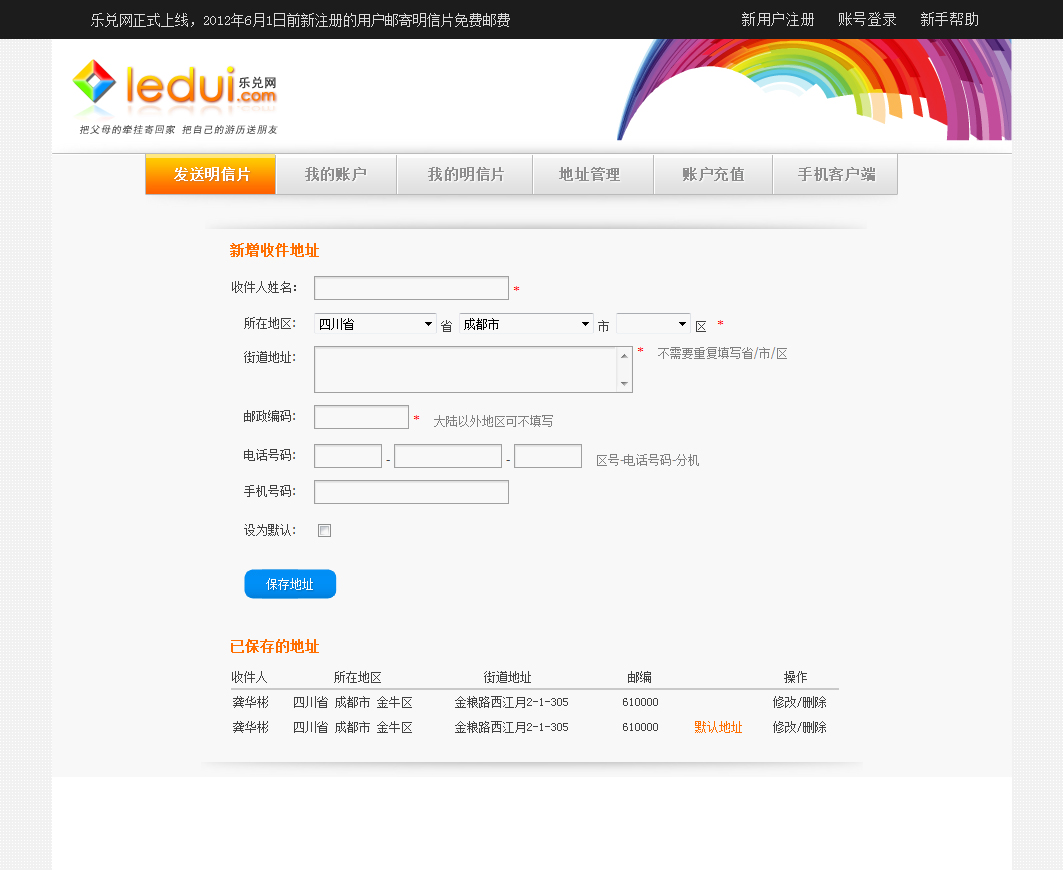 乐兑网正式上线，2012年6月1日前新注册的用户邮寄明信片免费邮费 新用户注册 账号登录 新手帮助
ledui.com 乐兑网
把父母的牵挂寄回家 把自己的游历送朋友
发送明信片 我的账户 我的明信片 地址管理 账户充值 手机客户端
新增收件地址
收件人姓名: *
所在地区: 四川省 省 成都市 市 区 *
街道地址: * 不需要重复填写省/市/区
邮政编码: * 大陆以外地区可不填写
电话号码: - - 区号-电话号码-分机
手机号码:
设为默认:
保存地址
已保存的地址
收件人 所在地区 街道地址 邮编 操作
龚华彬 四川省 成都市 金牛区 金粮路西江月2-1-305 610000 修改/删除
龚华彬 四川省 成都市 金牛区 金粮路西江月2-1-305 610000 默认地址 修改/删除